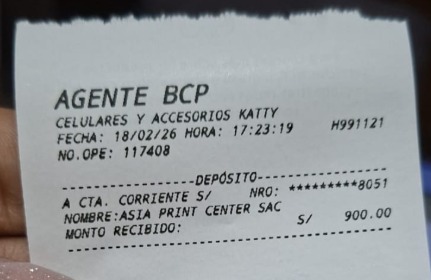 AGENTE BCP
CELULARES Y ACCESORIOS KATTY
FECHA: 18/02/26 HORA: 17:23:19 H991121
NO.OPE: 117408
--------------------DEPÓSITO--------------------
A CTA. CORRIENTE S/ NRO: *********8051
NOMBRE:ASIA PRINT CENTER SAC
MONTO RECIBIDO: S/ 900.00
------------------------------------------------